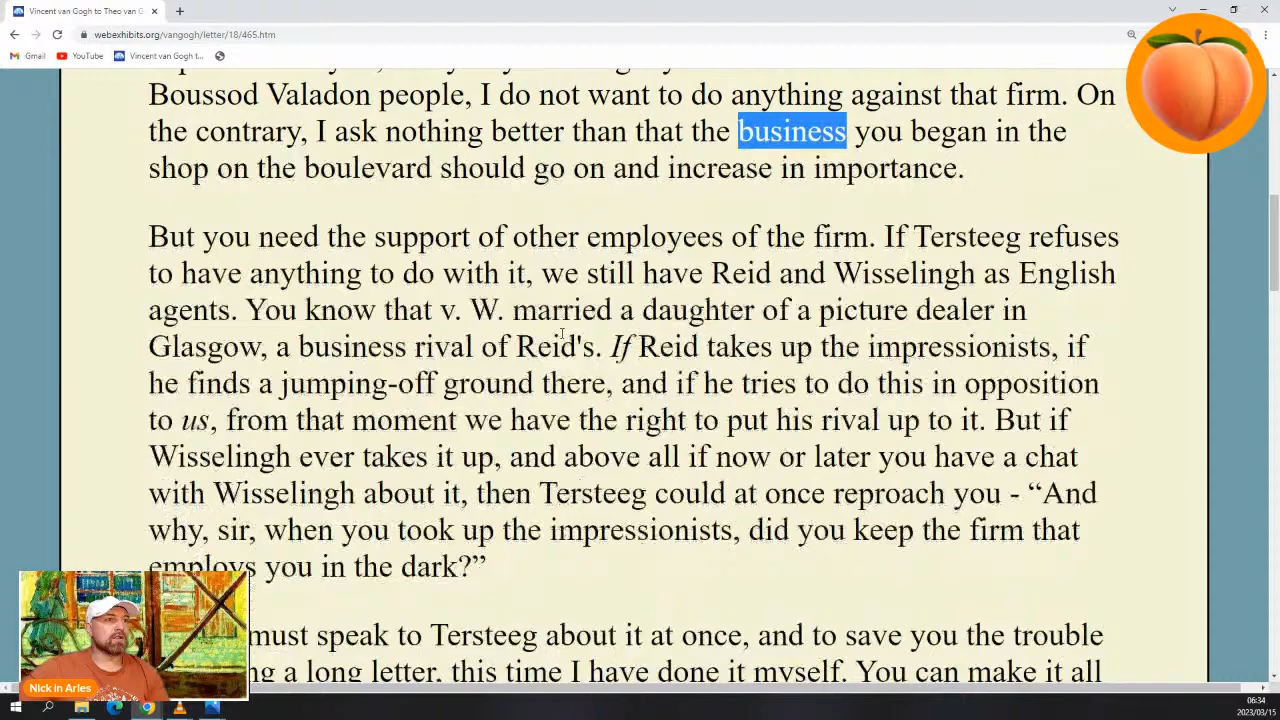 Vincent van Gogh to Theo van G
webexhibits.org/vangogh/letter/18/465.htm
Gmail
YouTube
Vincent van Gogh t...
Boussod Valadon people, I do not want to do anything against that firm. On
the contrary, I ask nothing better than that the business you began in the
shop on the boulevard should go on and increase in importance.
But you need the support of other employees of the firm. If Tersteeg refuses
to have anything to do with it, we still have Reid and Wisselingh as English
agents. You know that v. W. married a daughter of a picture dealer in
Glasgow, a business rival of Reid's. If Reid takes up the impressionists, if
he finds a jumping-off ground there, and if he tries to do this in opposition
to us, from that moment we have the right to put his rival up to it. But if
Wisselingh ever takes it up, and above all if now or later you have a chat
with Wisselingh about it, then Tersteeg could at once reproach you - “And
why, sir, when you took up the impressionists, did you keep the firm that
employs you in the dark?”
must speak to Tersteeg about it at once, and to save you the trouble
a long letter, this time I have done it myself. You can make it all
Nick in Arles
06:34
2023/03/15